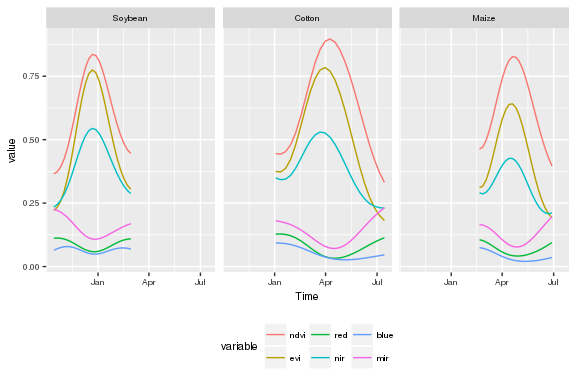 Soybean Cotton Maize
value
0.75
0.50
0.25
0.00
Jan Apr Jul Jan Apr Jul Jan Apr Jul
Time
variable
ndvi red blue
evi nir mir